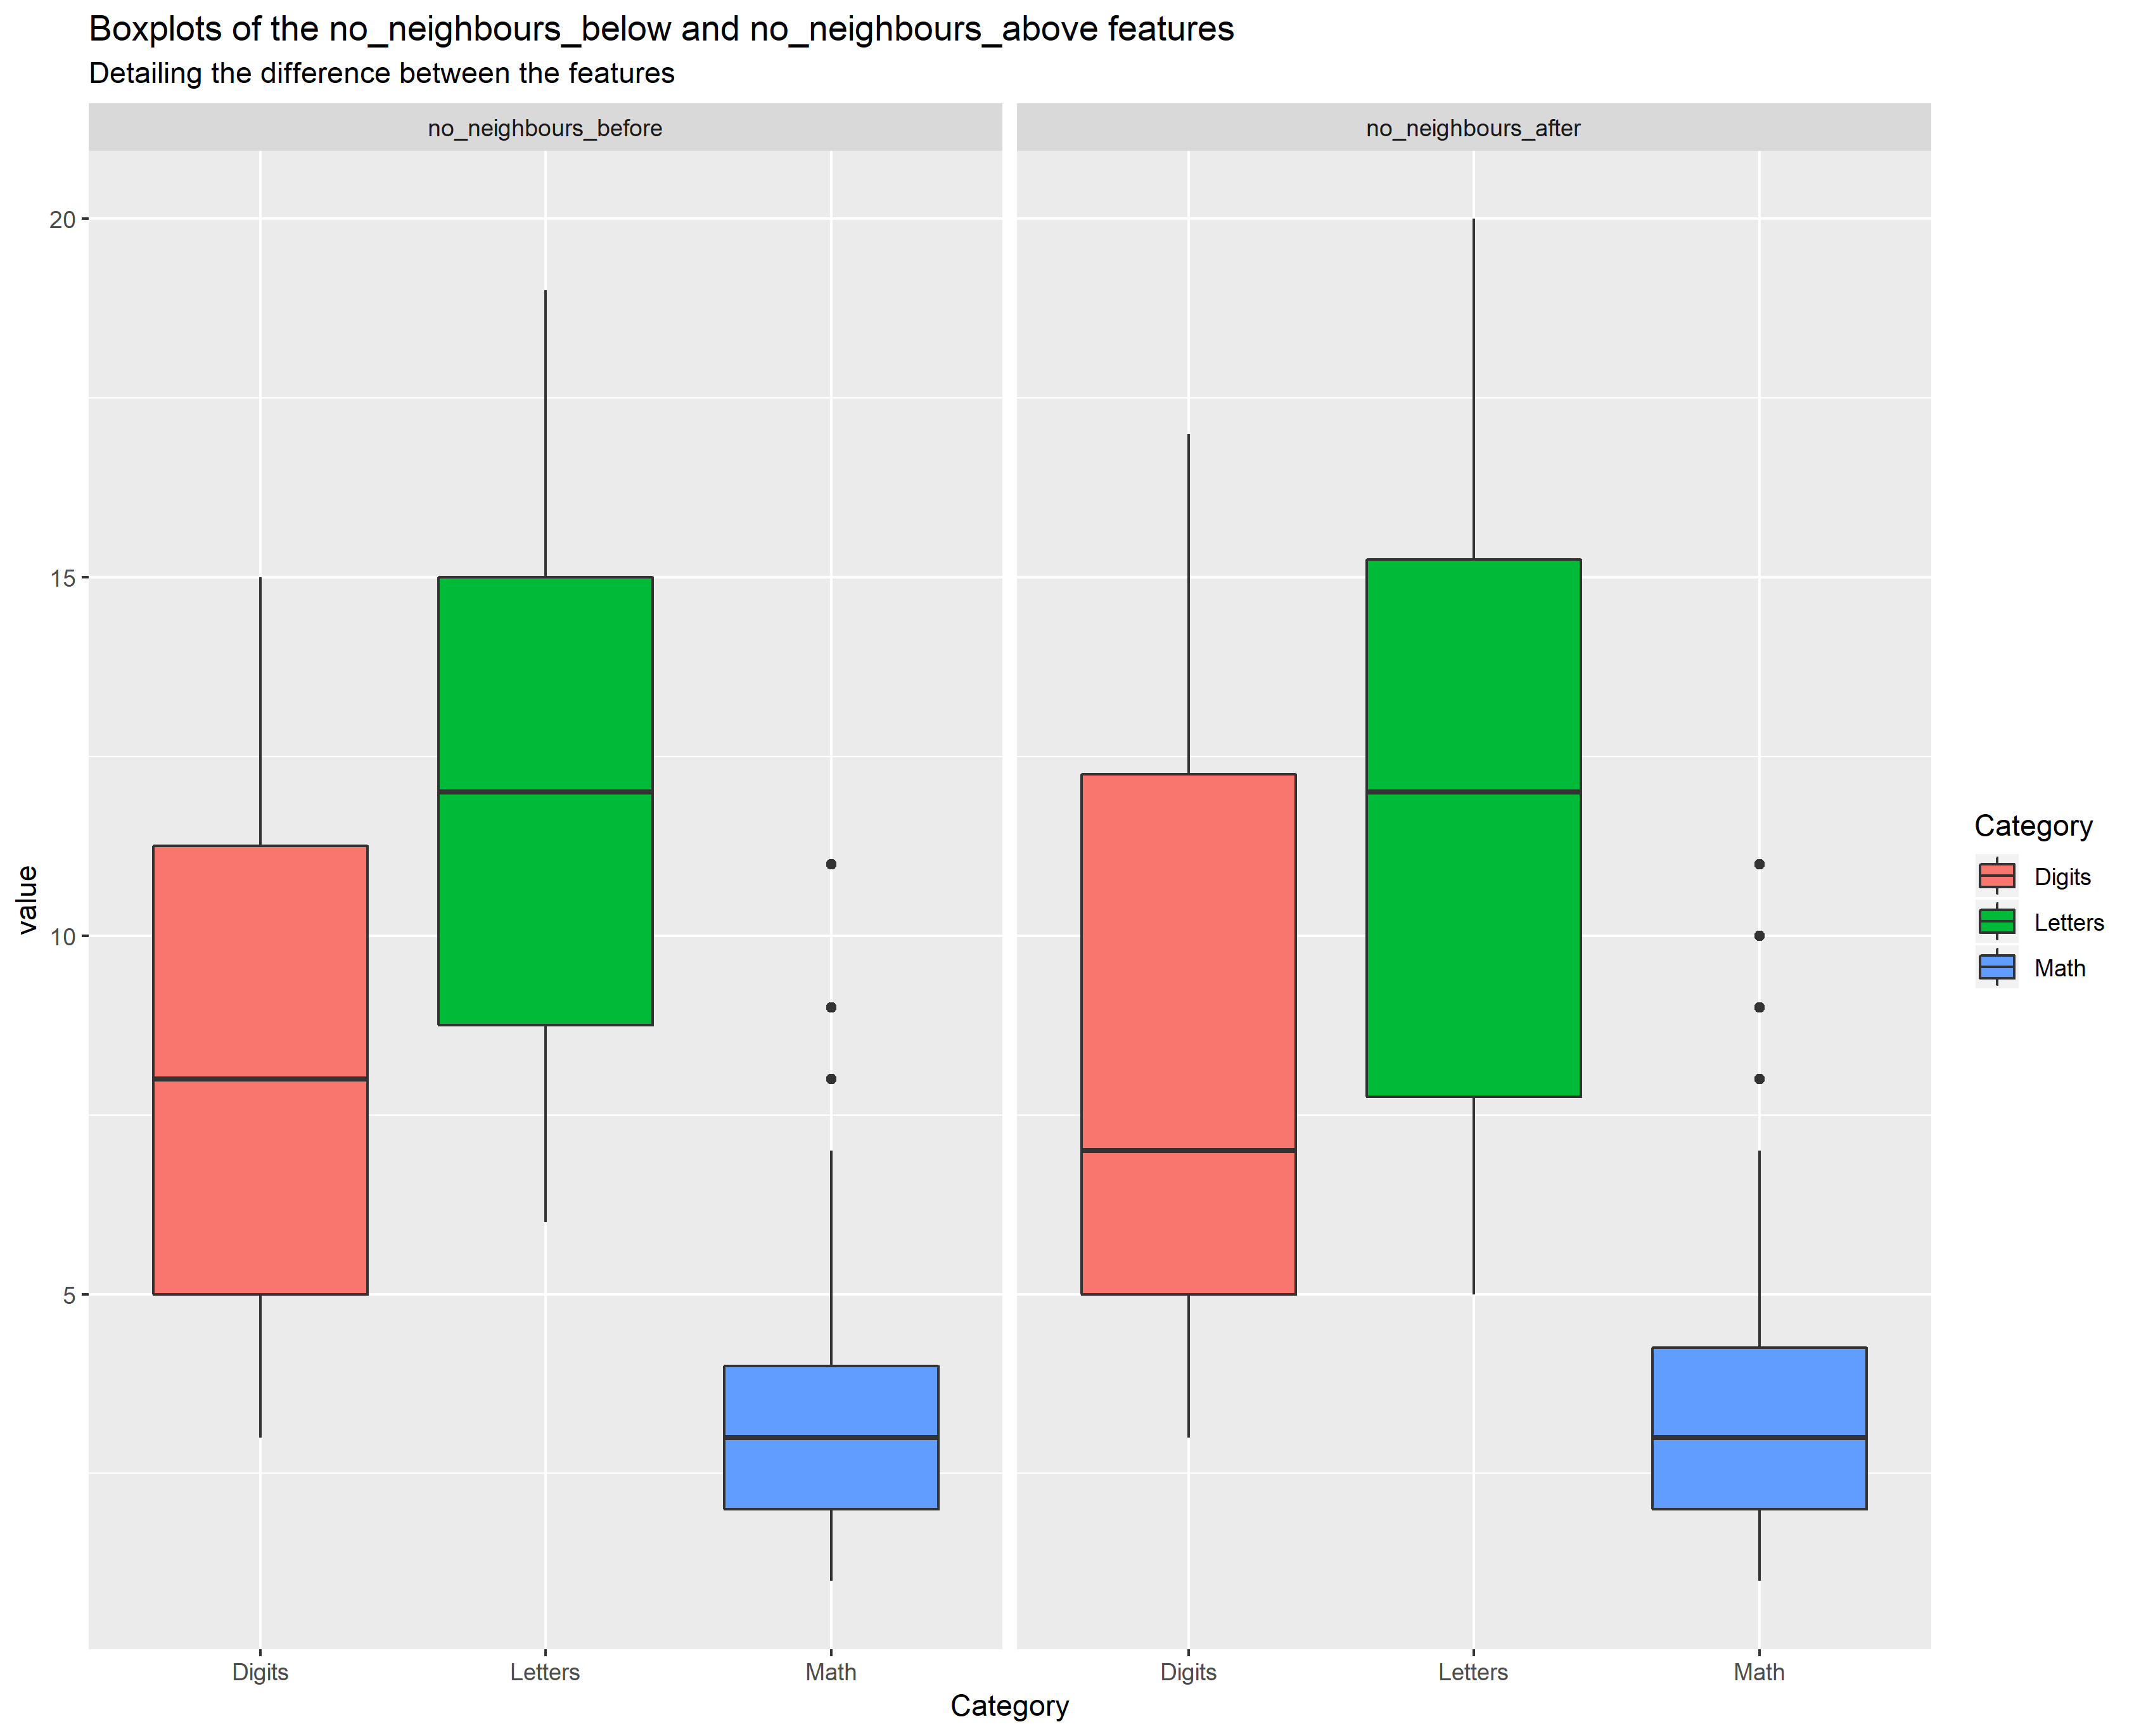 Boxplots of the no_neighbours_below and no_neighbours_above features
Detailing the difference between the features
no_neighbours_before
no_neighbours_after
20
15
10
5
value
Digits
Letters
Math
Digits
Letters
Math
Category
Category
Digits
Letters
Math